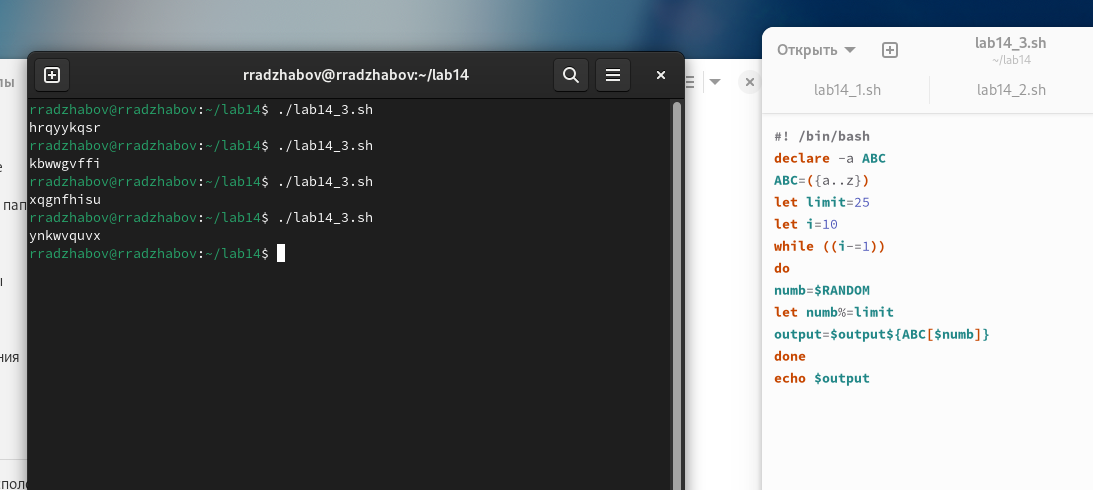 rradzhabov@rradzhabov:~/lab14
rradzhabov@rradzhabov:~/lab14$ ./lab14_3.sh
hrqyykqsr
rradzhabov@rradzhabov:~/lab14$ ./lab14_3.sh
kbwwgvffi
rradzhabov@rradzhabov:~/lab14$ ./lab14_3.sh
xqgnfhisu
rradzhabov@rradzhabov:~/lab14$ ./lab14_3.sh
ynkwvquvx
rradzhabov@rradzhabov:~/lab14$
Открыть
lab14_3.sh
~/lab14
lab14_1.sh
lab14_2.sh
#! /bin/bash
declare -a ABC
ABC=({a..z})
let limit=25
let i=10
while ((i-=1))
do
numb=$RANDOM
let numb%=limit
output=$output${ABC[$numb]}
done
echo $output